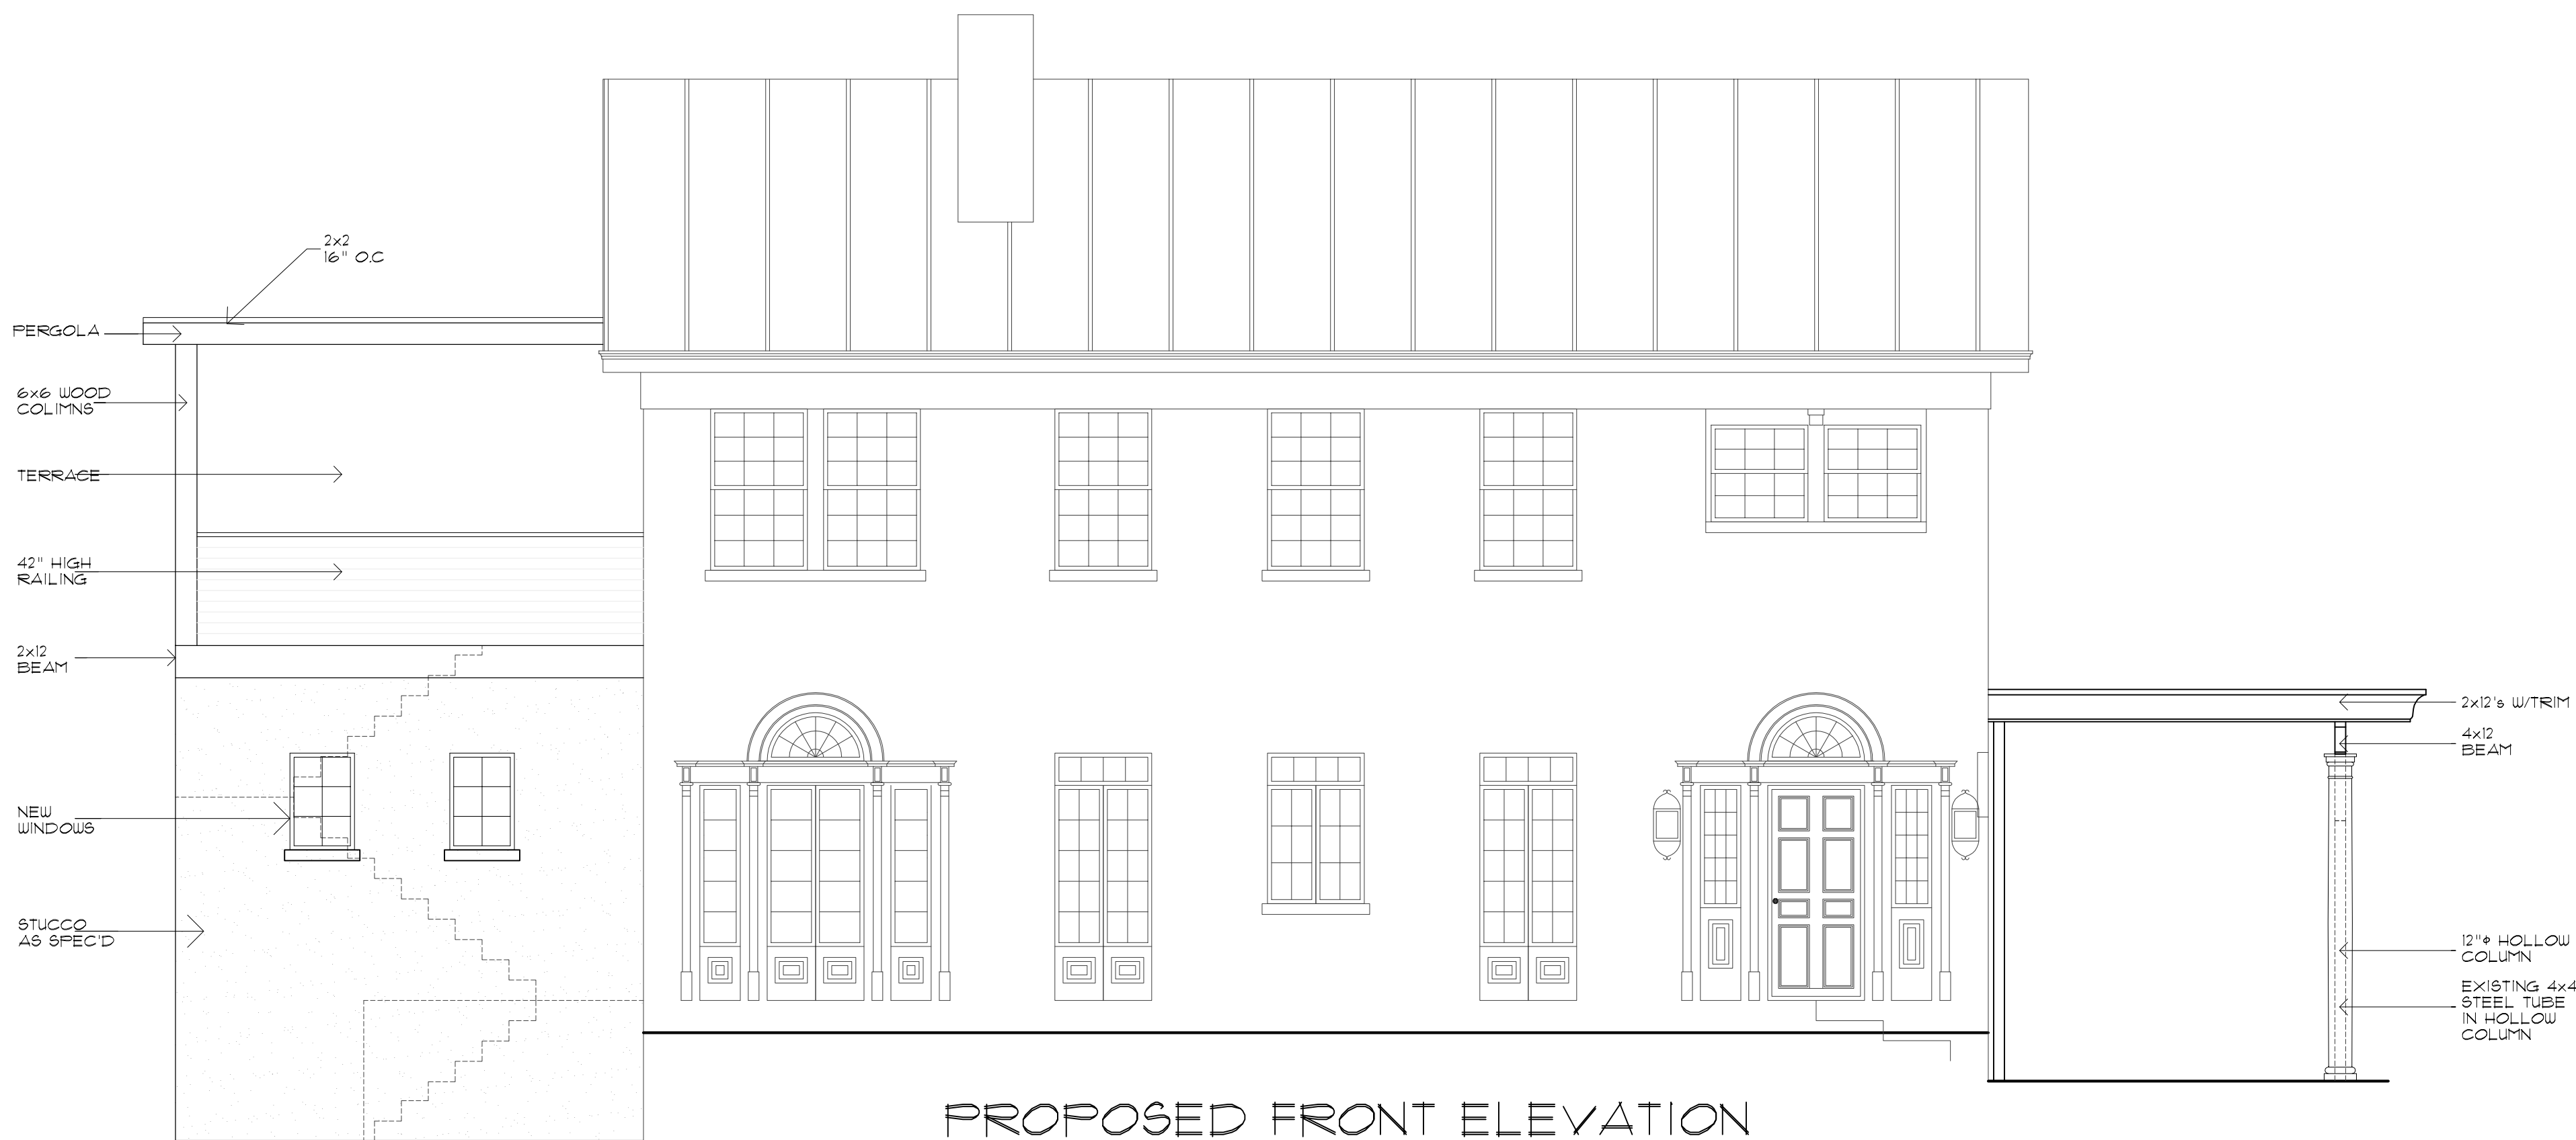 2x2
16" O.C
PERGOLA
6x6 WOOD
COLIMNS
TERRACE
42" HIGH
RAILING
2x12
BEAM
NEW
WINDOWS
STUCCO
AS SPEC'D
2x12's W/TRIM
4x12
BEAM
12"φ HOLLOW
COLUMN
EXISTING 4x4
STEEL TUBE
IN HOLLOW
COLUMN
PROPOSED FRONT ELEVATION